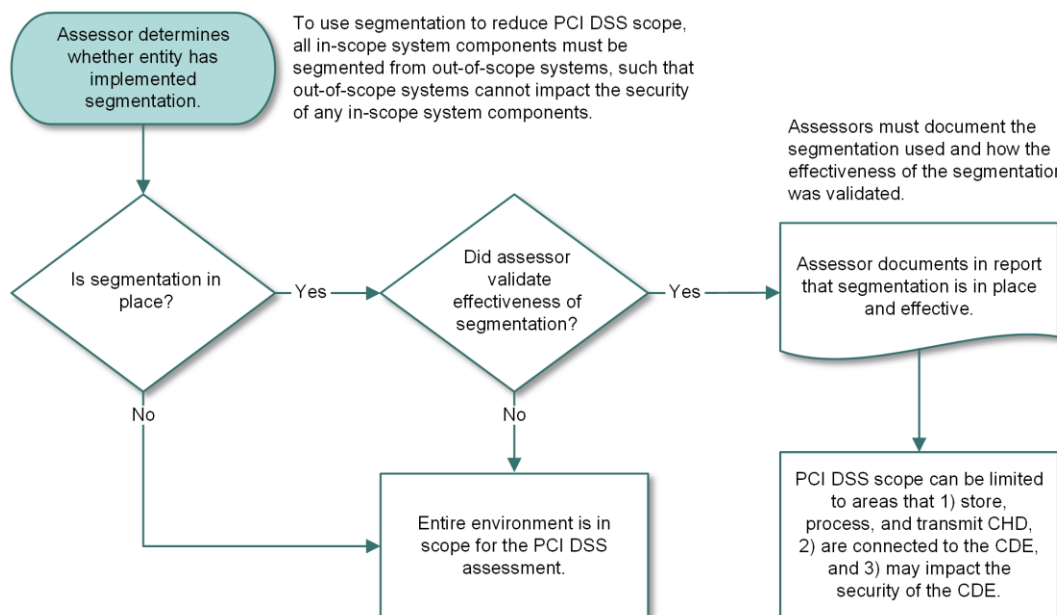 Assessor determines
whether entity has
implemented
segmentation.
To use segmentation to reduce PCI DSS scope,
all in-scope system components must be
segmented from out-of-scope systems, such that
out-of-scope systems cannot impact the security
of any in-scope system components.
Assessors must document the
segmentation used and how the
effectiveness of the segmentation
was validated.
Is segmentation in
place?
Yes
Did assessor
validate
effectiveness of
segmentation?
Yes
Assessor documents in report
that segmentation is in place
and effective.
No
No
Entire environment is in
scope for the PCI DSS
assessment.
PCI DSS scope can be limited
to areas that 1) store,
process, and transmit CHD,
2) are connected to the CDE,
and 3) may impact the
security of the CDE.